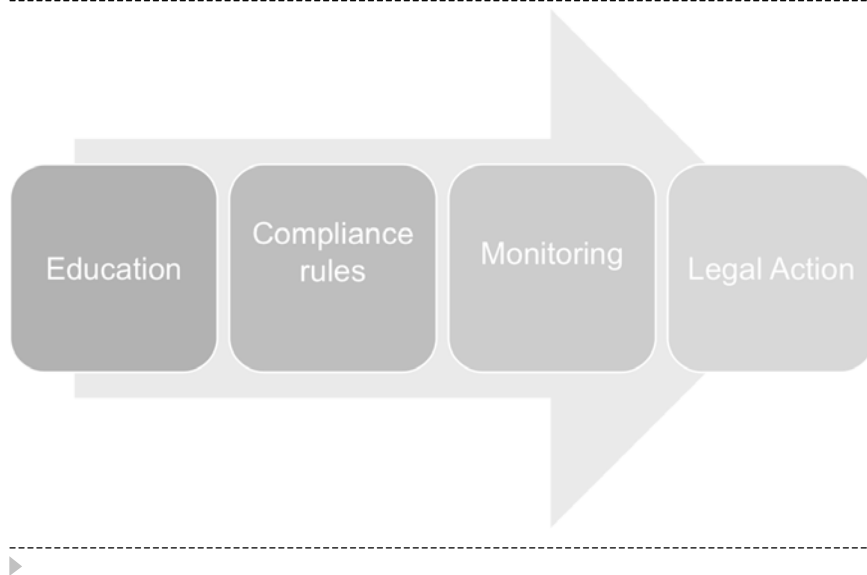 Education
Compliance
rules
Monitoring
Legal Action